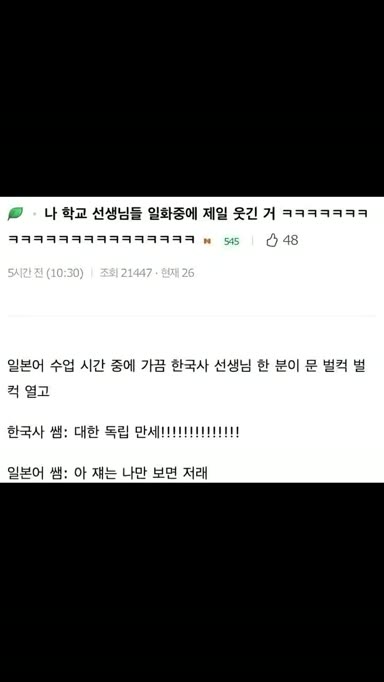 나 학교 선생님들 일화중에 제일 웃긴 거 ㅋㅋㅋㅋㅋㅋㅋ
ㅋㅋㅋㅋㅋㅋㅋㅋㅋㅋㅋㅋㅋㅋㅋ N 545 48
5시간 전 (10:30) | 조회 21447 · 현재 26
일본어 수업 시간 중에 가끔 한국사 선생님 한 분이 문 벌컥 벌
컥 열고
한국사 쌤: 대한 독립 만세!!!!!!!!!!!!!!
일본어 쌤: 아 쟤는 나만 보면 저래